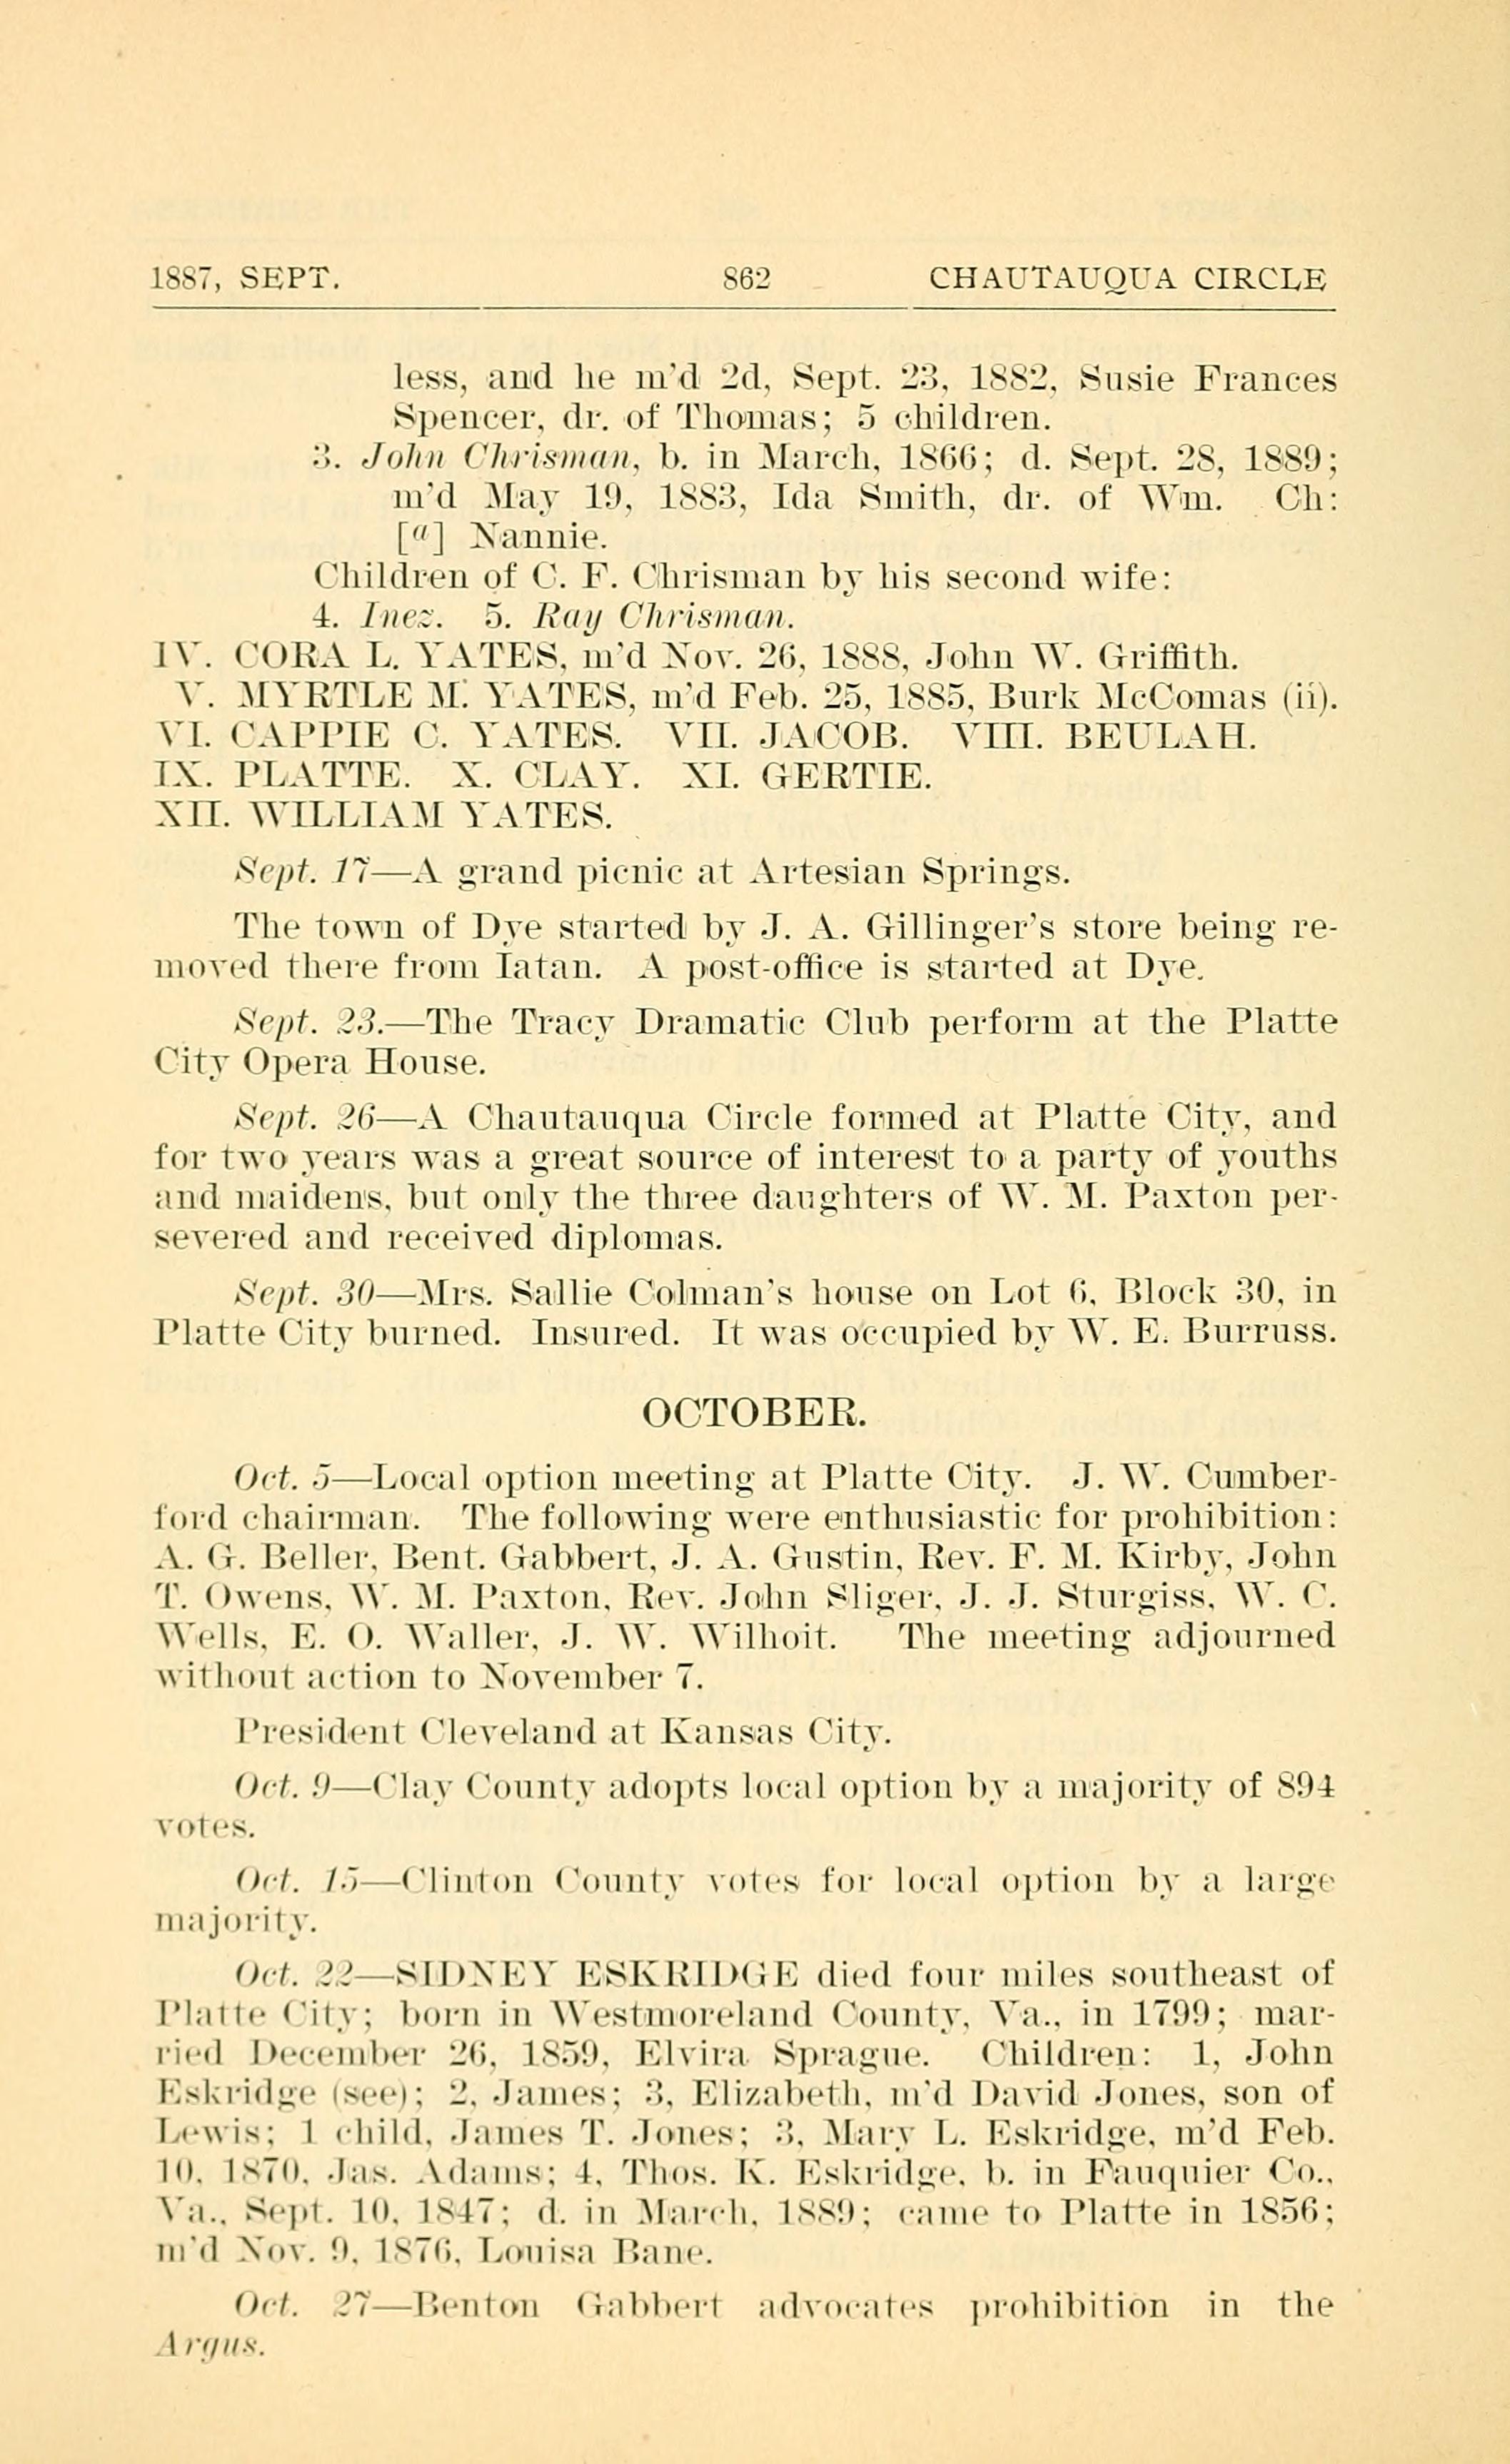 1887, SEPT. 862 CHAUTAUQUA CIRCLE
less, and he m'd 2d, Sept. 23, 1882, Susie Frances
Spencer, dr. of Thomas; 5 children.
3. John Chrisman, b. in March, 1866; d. Sept. 28, 1889;
m'd May 19, 1883, Ida Smith, dr. of Wm. Ch:
[a] Nannie.
Children of C. F. Chrisman by his second wife:
4. Inez. 5. Ray Chrisman.
IV. CORA L. YATES, m'd Nov. 26, 1888, John W. Griffith.
V. MYRTLE M. YATES, m'd Feb. 25, 1885, Burk McComas (ii).
VI. CAPPIE C. YATES. VII. JACOB. VIII. BEULAH.
IX. PLATTE. X. CLAY. XI. GERTIE.
XII. WILLIAM YATES.
Sept. 17—A grand picnic at Artesian Springs.
The town of Dye started by J. A. Gillinger's store being re-
moved there from Iatan. A post-office is started at Dye.
Sept. 23.—The Tracy Dramatic Club perform at the Platte
City Opera House.
Sept. 26—A Chautauqua Circle formed at Platte City, and
for two years was a great source of interest to a party of youths
and maidens, but only the three daughters of W. M. Paxton per-
severed and received diplomas.
Sept. 30—Mrs. Sallie Colman's house on Lot 6, Block 30, in
Platte City burned. Insured. It was occupied by W. E. Burruss.
OCTOBER.
Oct. 5—Local option meeting at Platte City. J. W. Cumber-
ford chairman. The following were enthusiastic for prohibition:
A. G. Beller, Bent. Gabbert, J. A. Gustin, Rev. F. M. Kirby, John
T. Owens, W. M. Paxton, Rev. John Sliger, J. J. Sturgiss, W. C.
Wells, E. O. Waller, J. W. Wilhoit. The meeting adjourned
without action to November 7.
President Cleveland at Kansas City.
Oct. 9—Clay County adopts local option by a majority of 894
votes.
Oct. 15—Clinton County votes for local option by a large
majority.
Oct. 22—SIDNEY ESKRIDGE died four miles southeast of
Platte City; born in Westmoreland County, Va., in 1799; mar-
ried December 26, 1859, Elvira Sprague. Children: 1, John
Eskridge (see); 2, James; 3, Elizabeth, m'd David Jones, son of
Lewis; 1 child, James T. Jones; 3, Mary L. Eskridge, m'd Feb.
10, 1870, Jas. Adams; 4, Thos. K. Eskridge, b. in Fauquier Co.,
Va., Sept. 10, 1847; d. in March, 1889; came to Platte in 1856;
m'd Nov. 9, 1876, Louisa Bane.
Oct. 27—Benton Gabbert advocates prohibition in the
Argus.